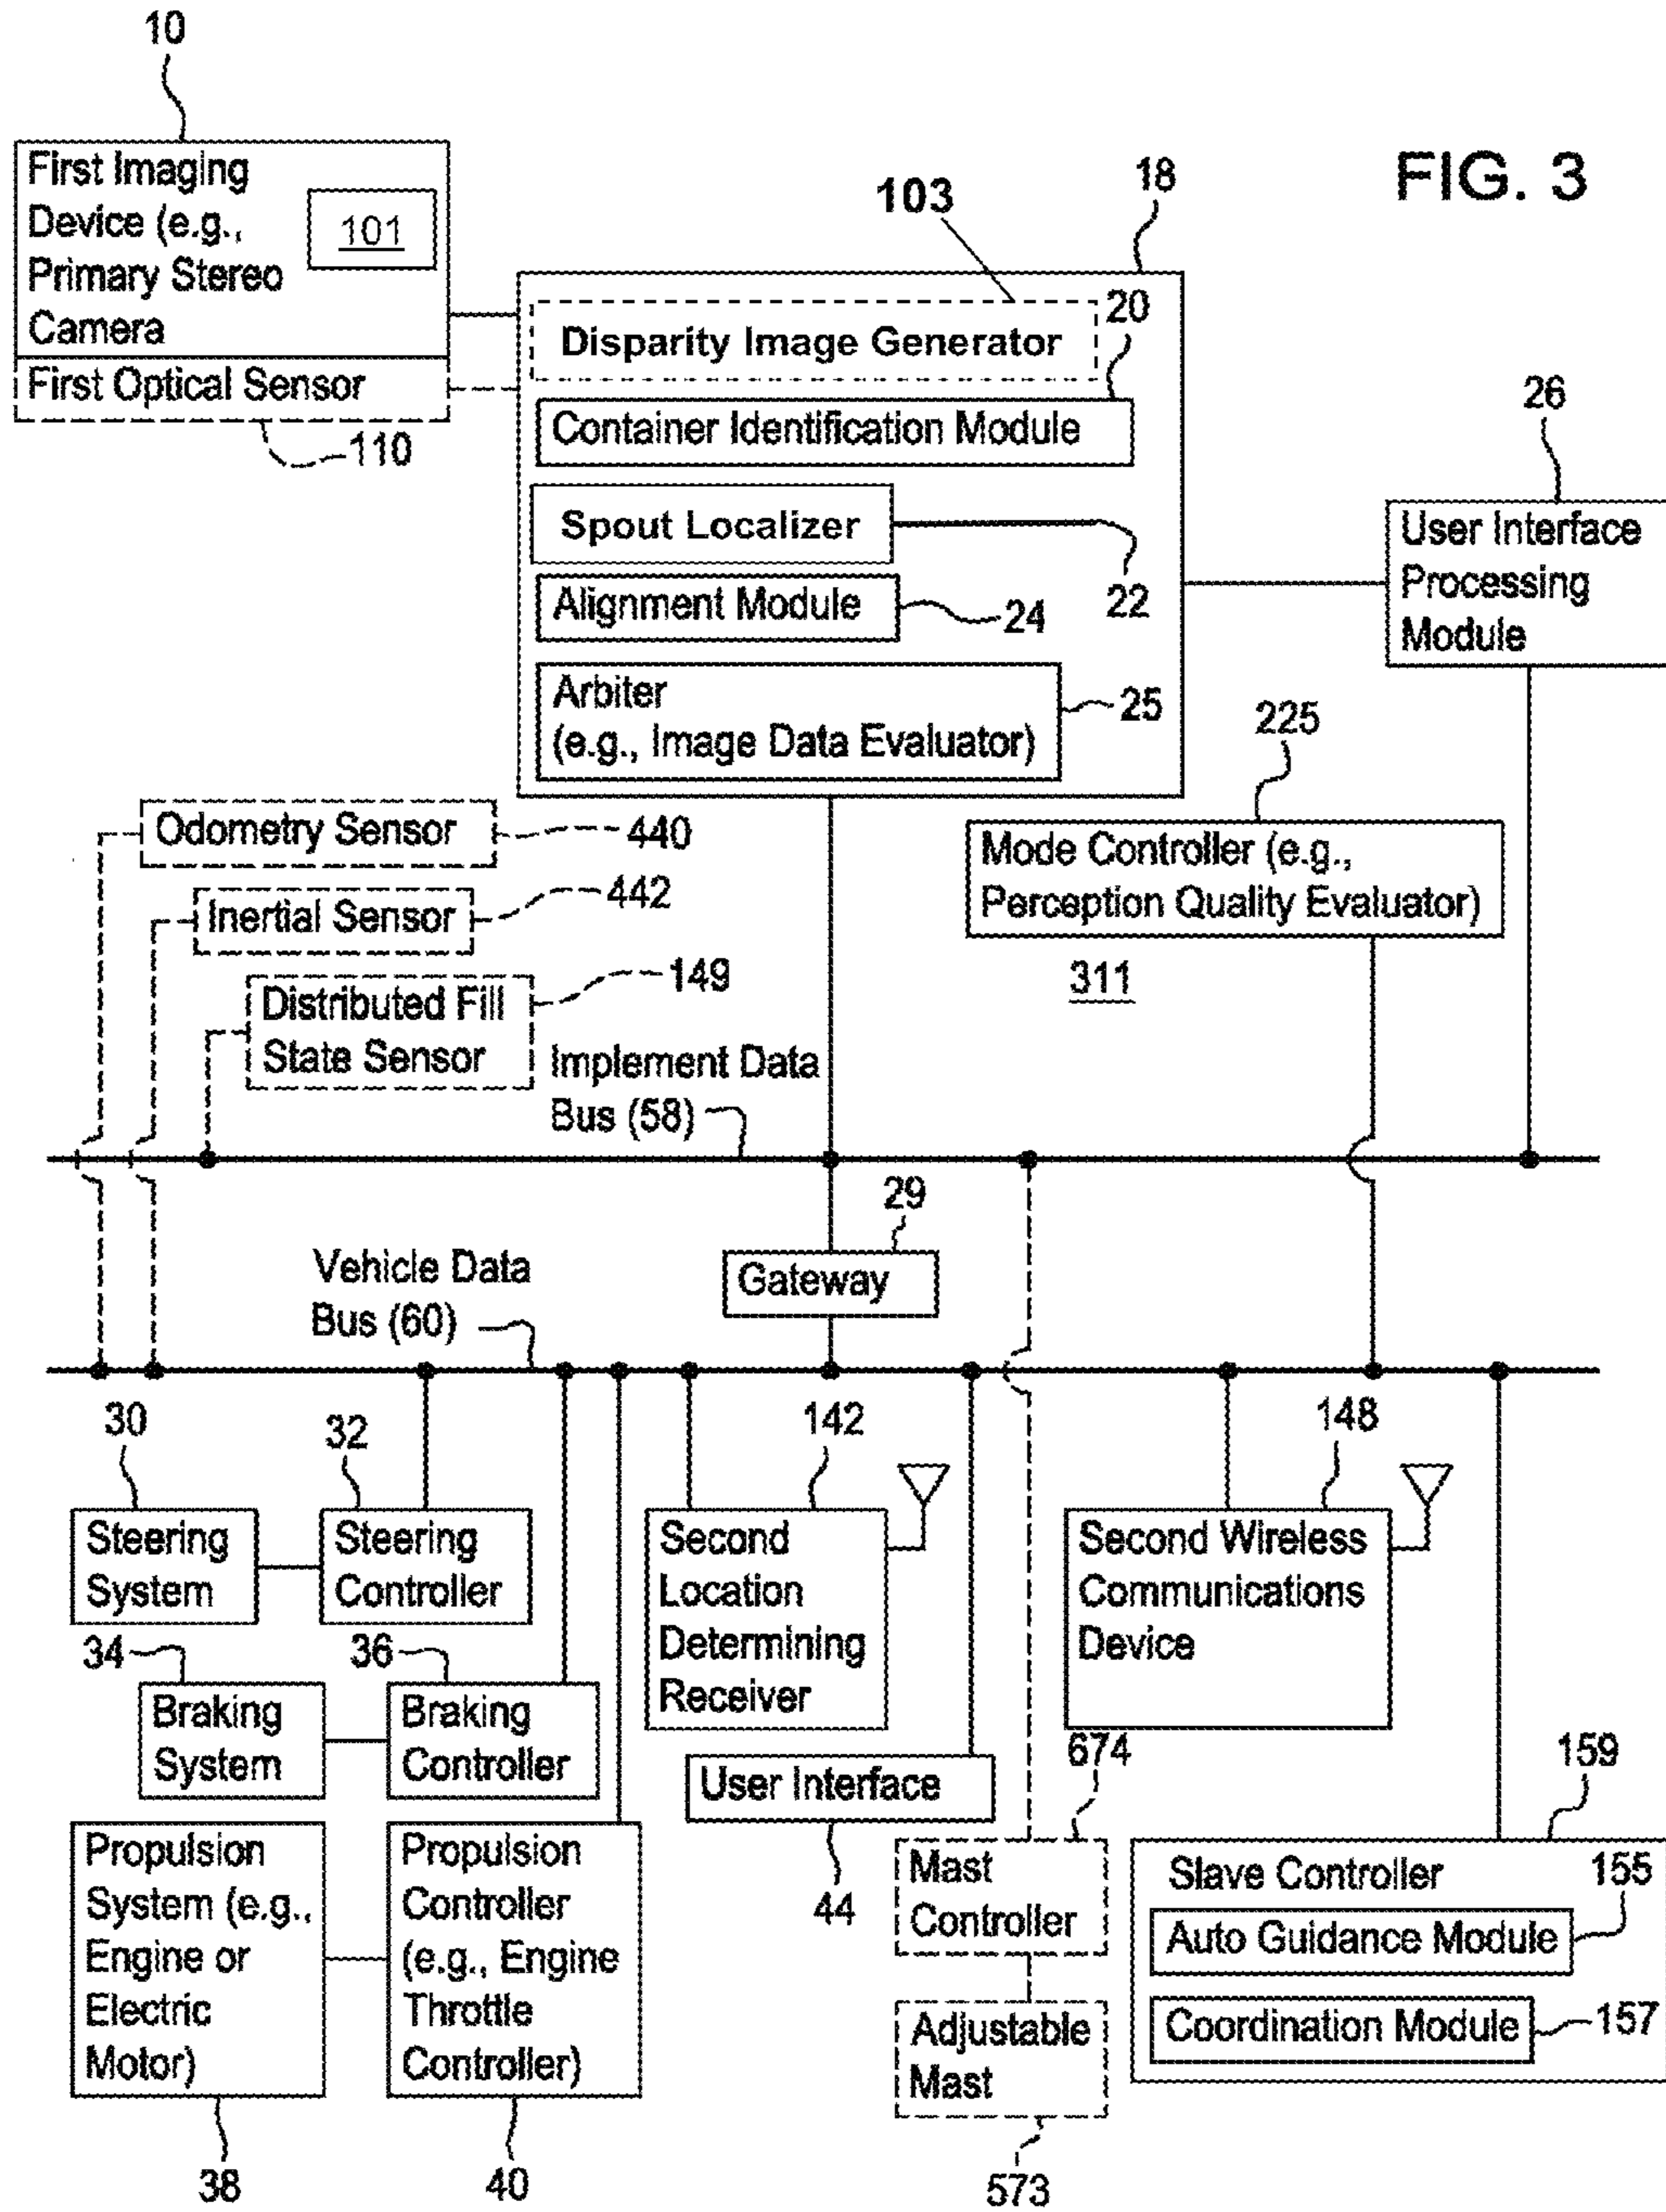 FIG. 3
10
First Imaging
Device (e.g.,
Primary Stereo
Camera
101
First Optical Sensor
110
18
103
Disparity Image Generator
20
Container Identification Module
Spout Localizer
22
Alignment Module
24
Arbiter
(e.g., Image Data Evaluator)
25
26
User Interface
Processing
Module
225
Mode Controller (e.g.,
Perception Quality Evaluator)
311
Odometry Sensor
440
Inertial Sensor
442
Distributed Fill
State Sensor
149
Implement Data
Bus (58)
29
Gateway
Vehicle Data
Bus (60)
30
Steering
System
32
Steering
Controller
34
Braking
System
36
Braking
Controller
Propulsion
System (e.g.,
Engine or
Electric
Motor)
38
Propulsion
Controller
(e.g., Engine
Throttle
Controller)
40
142
Second
Location
Determining
Receiver
User Interface
44
148
Second Wireless
Communications
Device
674
Mast
Controller
Adjustable
Mast
573
159
Slave Controller
155
Auto Guidance Module
Coordination Module
157